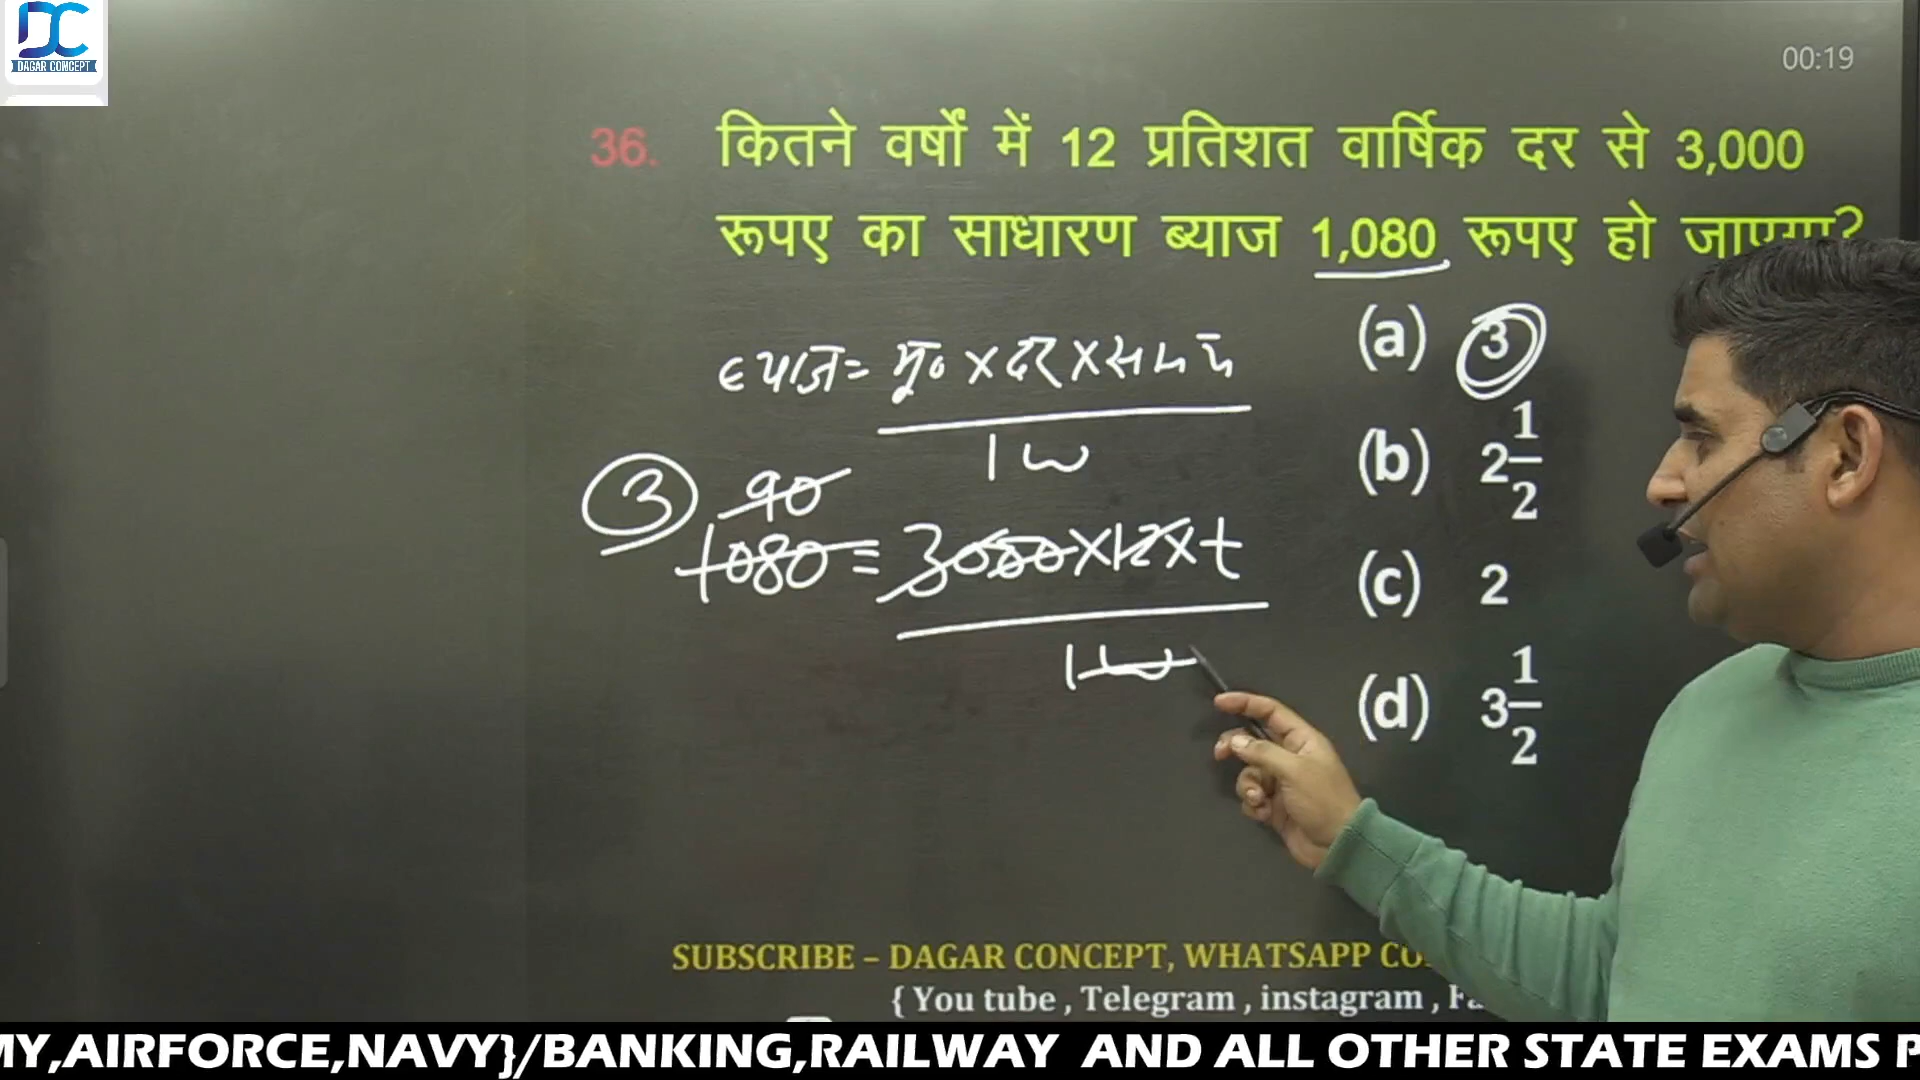 DC
DAGAR CONCEPT
00:19
36. कितने वर्षों में 12 प्रतिशत वार्षिक दर से 3,000
रूपए का साधारण ब्याज 1,080 रूपए हो जाएगा?
ब्याज = मू० × दर × समय
100
(a) 3
(b) 2 1/2
(c) 2
(d) 3 1/2
3 90
1080 = 3000 × 12 × t
100
SUBSCRIBE – DAGAR CONCEPT, WHATSAPP
{ You tube , Telegram , instagram ,
MY,AIRFORCE,NAVY}/BANKING,RAILWAY AND ALL OTHER STATE EXAMS P